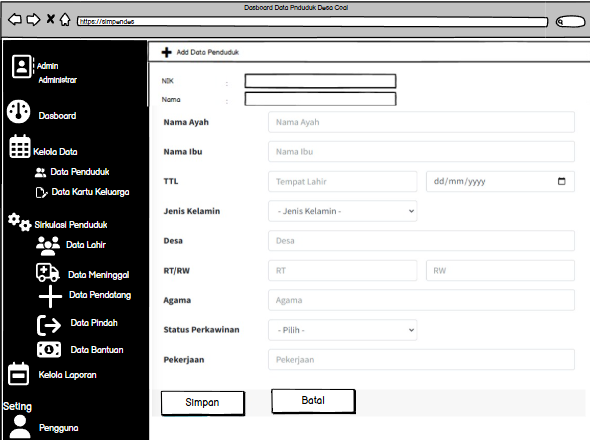 Dasboard Data Pnduduk Desa Coal
https://simpendes
Admin
Administrar
Dasboard
Kelola Data
Data Penduduk
Data Kartu Keluarga
Sirkulasi Penduduk
Data Lahir
Data Meninggal
Data Pendatang
Data Pindah
Data Bantuan
Kelola Laporan
Seting
Pengguna
Add Data Penduduk
NIK :
Nama :
Nama Ayah Nama Ayah
Nama Ibu Nama Ibu
TTL Tempat Lahir dd/mm/yyyy
Jenis Kelamin - Jenis Kelamin -
Desa Desa
RT/RW RT RW
Agama Agama
Status Perkawinan - Pilih -
Pekerjaan Pekerjaan
Simpan Batal